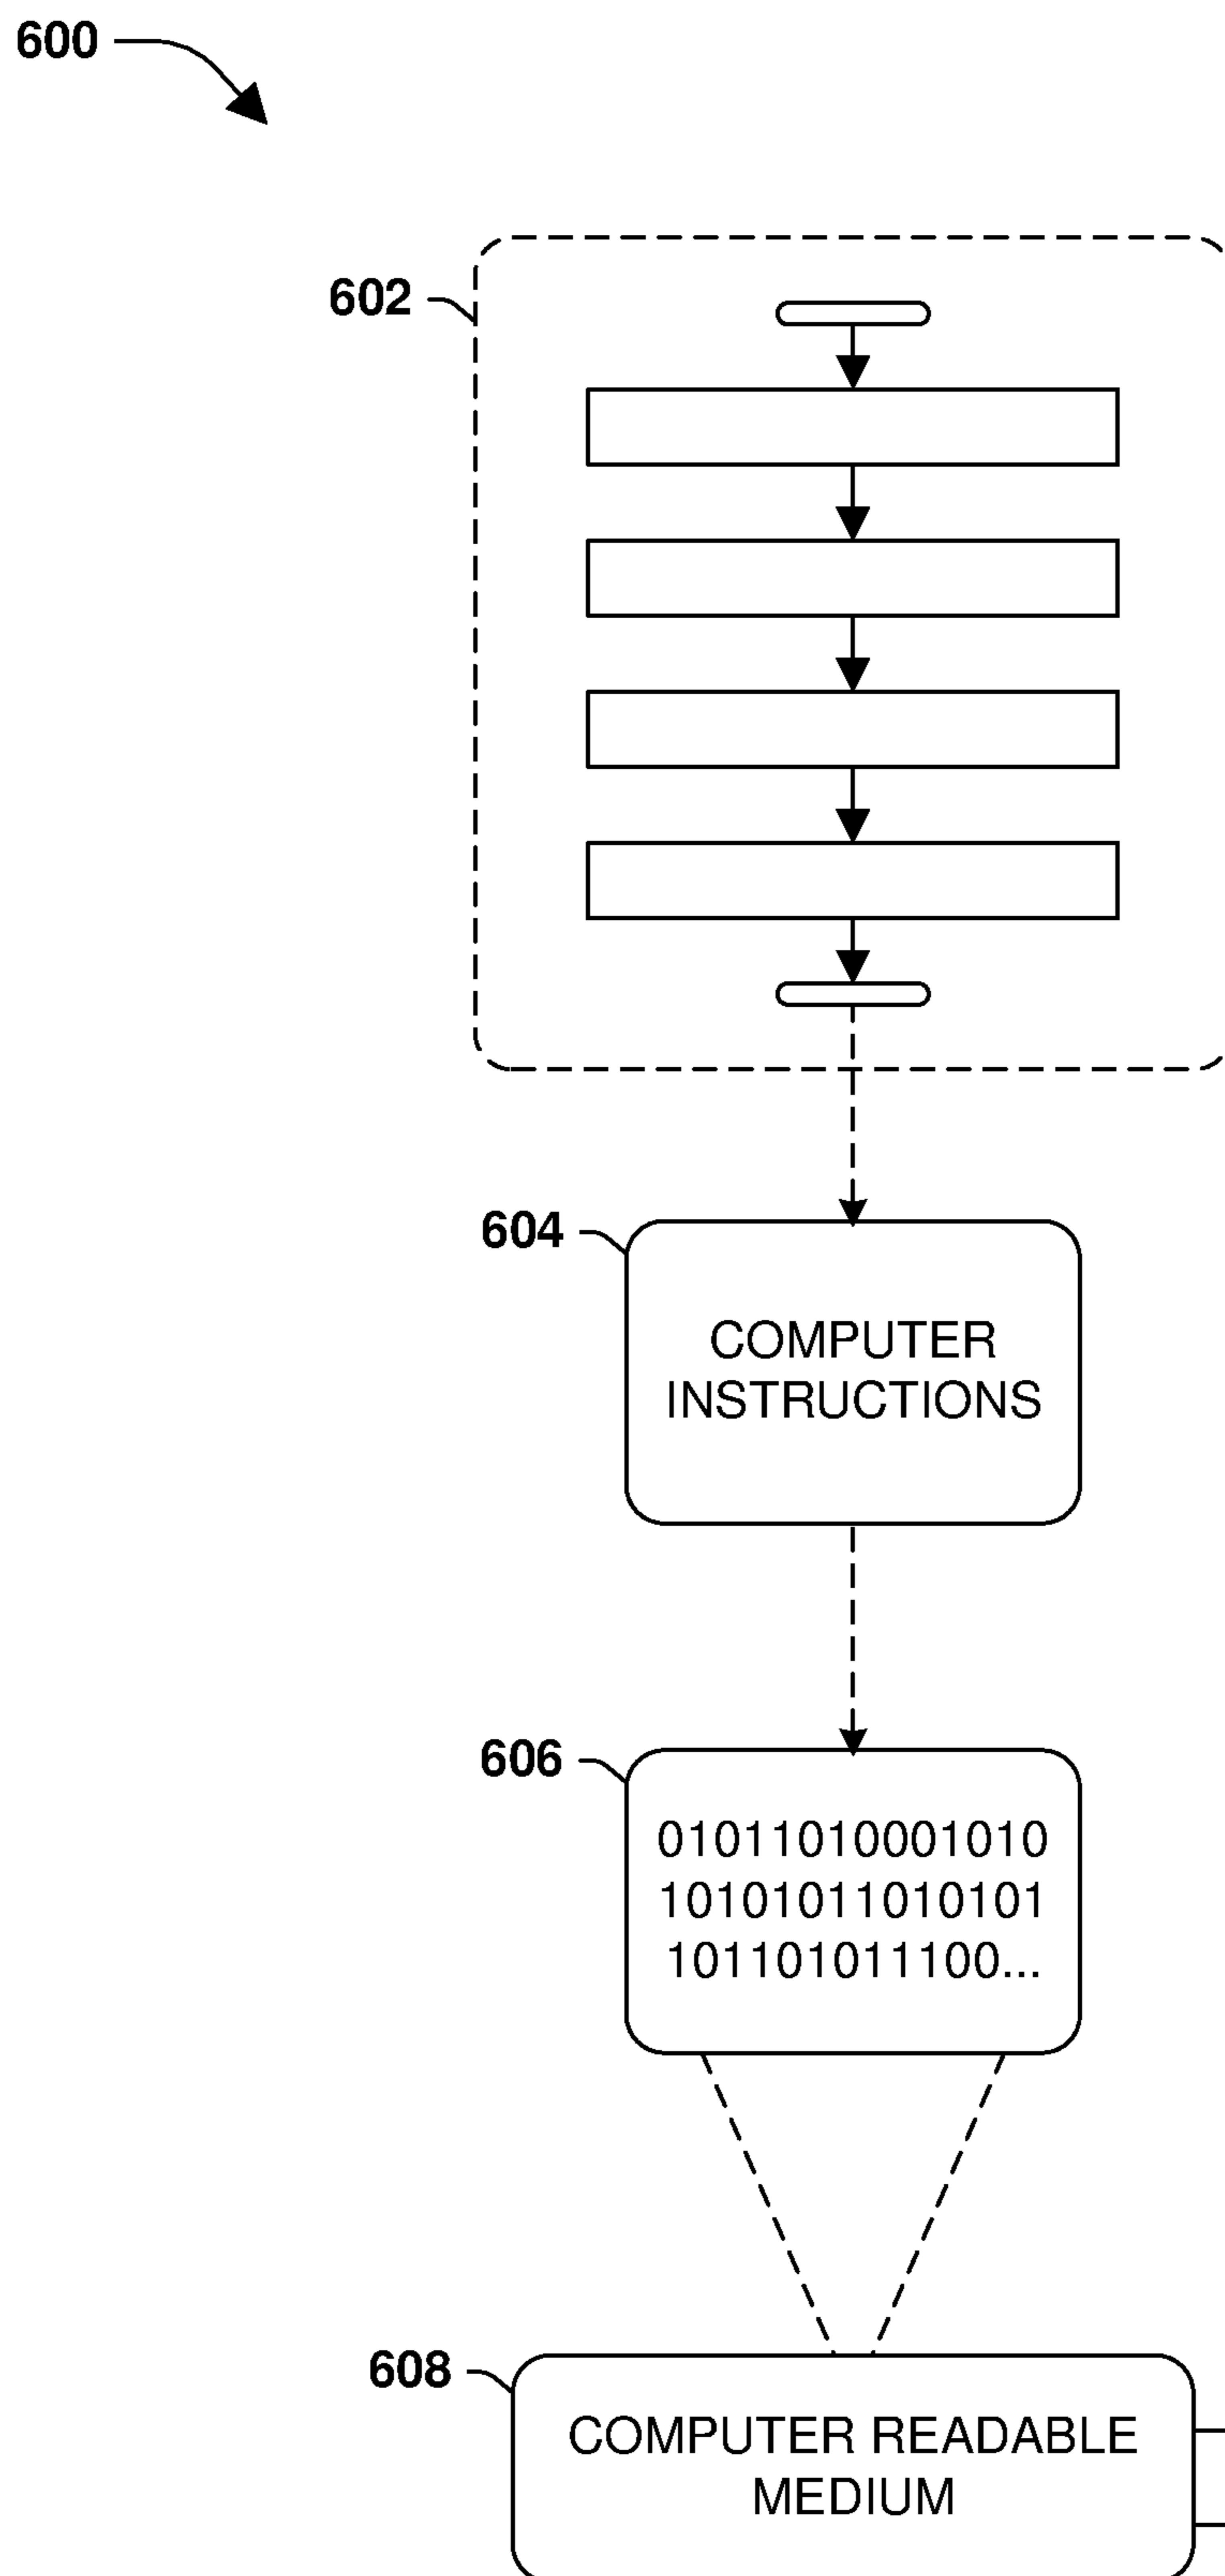 600
602
604
COMPUTER
INSTRUCTIONS
606
01011010001010
10101011010101
101101011100...
608
COMPUTER READABLE
MEDIUM